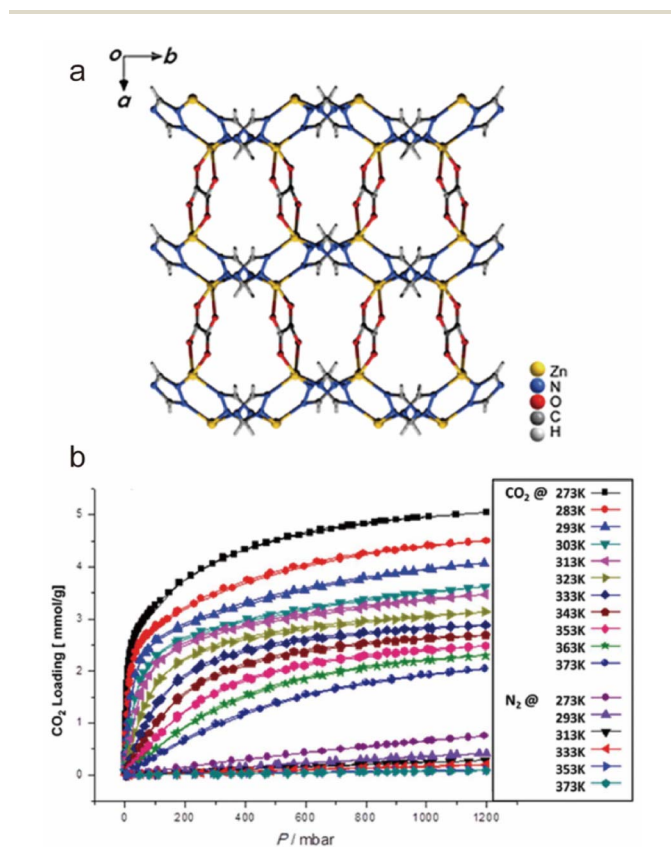 a
o
b
a
Zn
N
O
C
H
b
CO₂ Loading [ mmol/g]
5
4
3
2
1
0
0 200 400 600 800 1000 1200
P / mbar
CO₂ @ 273K
283K
293K
303K
313K
323K
333K
343K
353K
363K
373K
N₂ @ 273K
293K
313K
333K
353K
373K